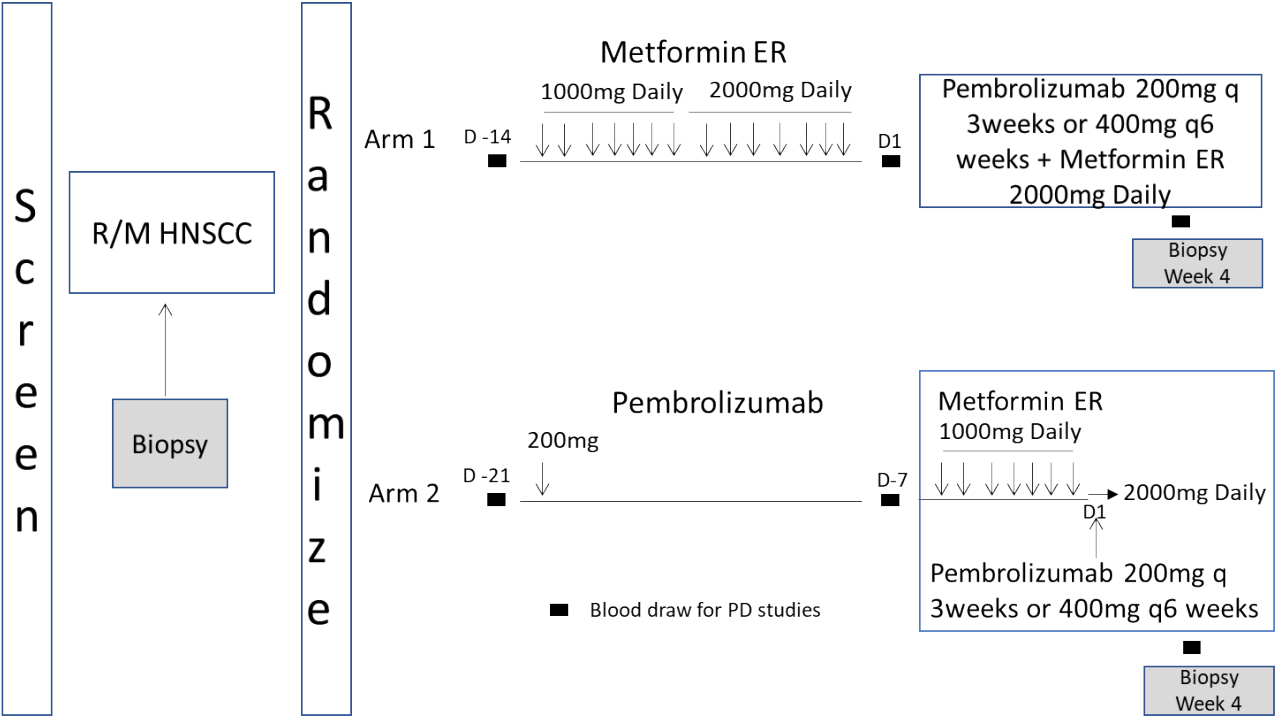 Screen
R/M HNSCC
Biopsy
Randomize
Metformin ER
1000mg Daily
2000mg Daily
Arm 1
D -14
D1
Pembrolizumab 200mg q
3weeks or 400mg q6
weeks + Metformin ER
2000mg Daily
Biopsy
Week 4
Pembrolizumab
200mg
Arm 2
D -21
D-7
Metformin ER
1000mg Daily
2000mg Daily
D1
Pembrolizumab 200mg q
3weeks or 400mg q6 weeks
Blood draw for PD studies
Biopsy
Week 4